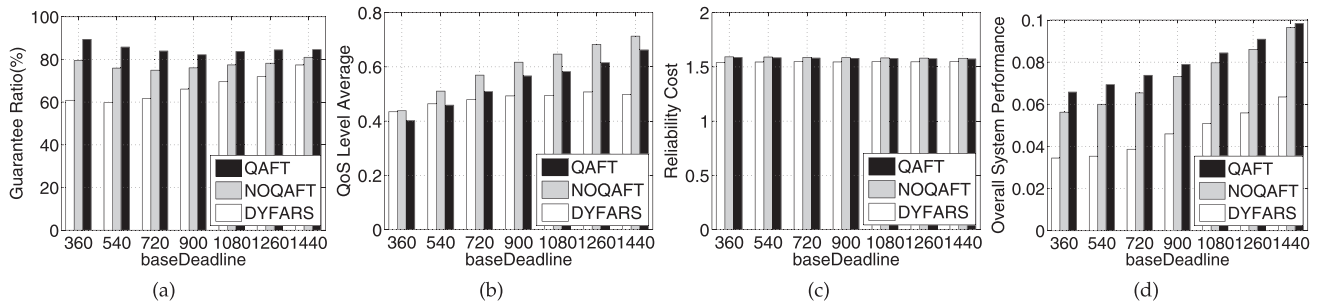 Guarantee Ratio(%)
100
80
60
40
20
0
QAFT
NOQAFT
DYFARS
360 540 720 900 1080 1260 1440
baseDeadline
(a)
QoS Level Average
0.8
0.6
0.4
0.2
0
QAFT
NOQAFT
DYFARS
360 540 720 900 1080 1260 1440
baseDeadline
(b)
Reliability Cost
2
1.5
1
0.5
0
QAFT
NOQAFT
DYFARS
360 540 720 900 1080 1260 1440
baseDeadline
(c)
Overall System Performance
0.1
0.08
0.06
0.04
0.02
0
QAFT
NOQAFT
DYFARS
360 540 720 900 1080 1260 1440
baseDeadline
(d)